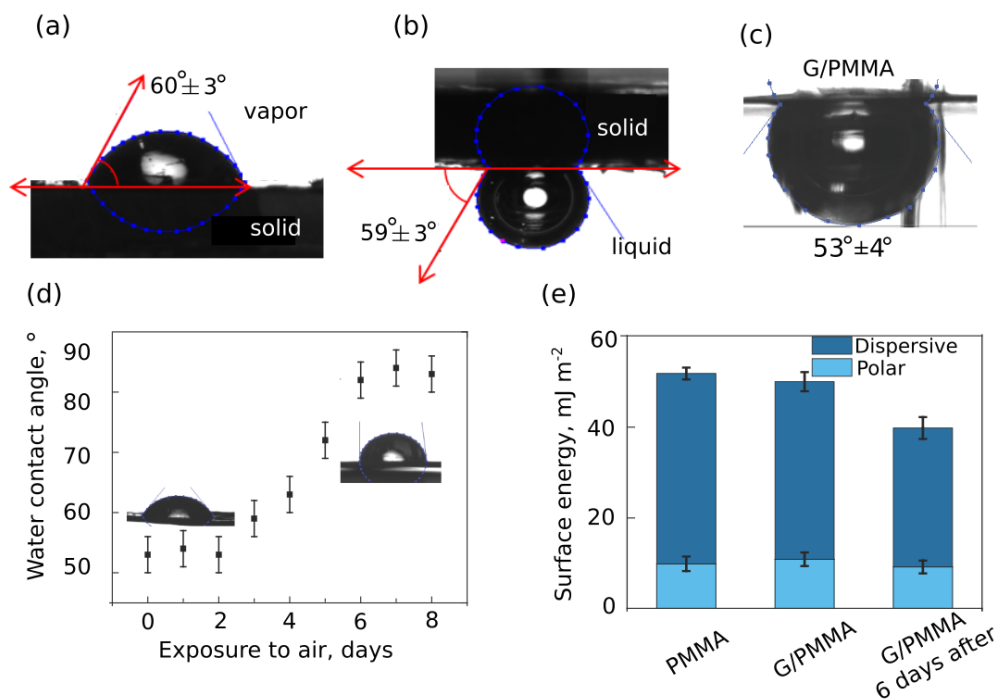 (a)
60°±3°
vapor
solid
(b)
solid
59°±3°
liquid
(c)
G/PMMA
53°±4°
(d)
Water contact angle, °
90
80
70
60
50
0 2 4 6 8
Exposure to air, days
(e)
Surface energy, mJ m⁻²
60
40
20
0
Dispersive
Polar
PMMA
G/PMMA
G/PMMA
6 days after